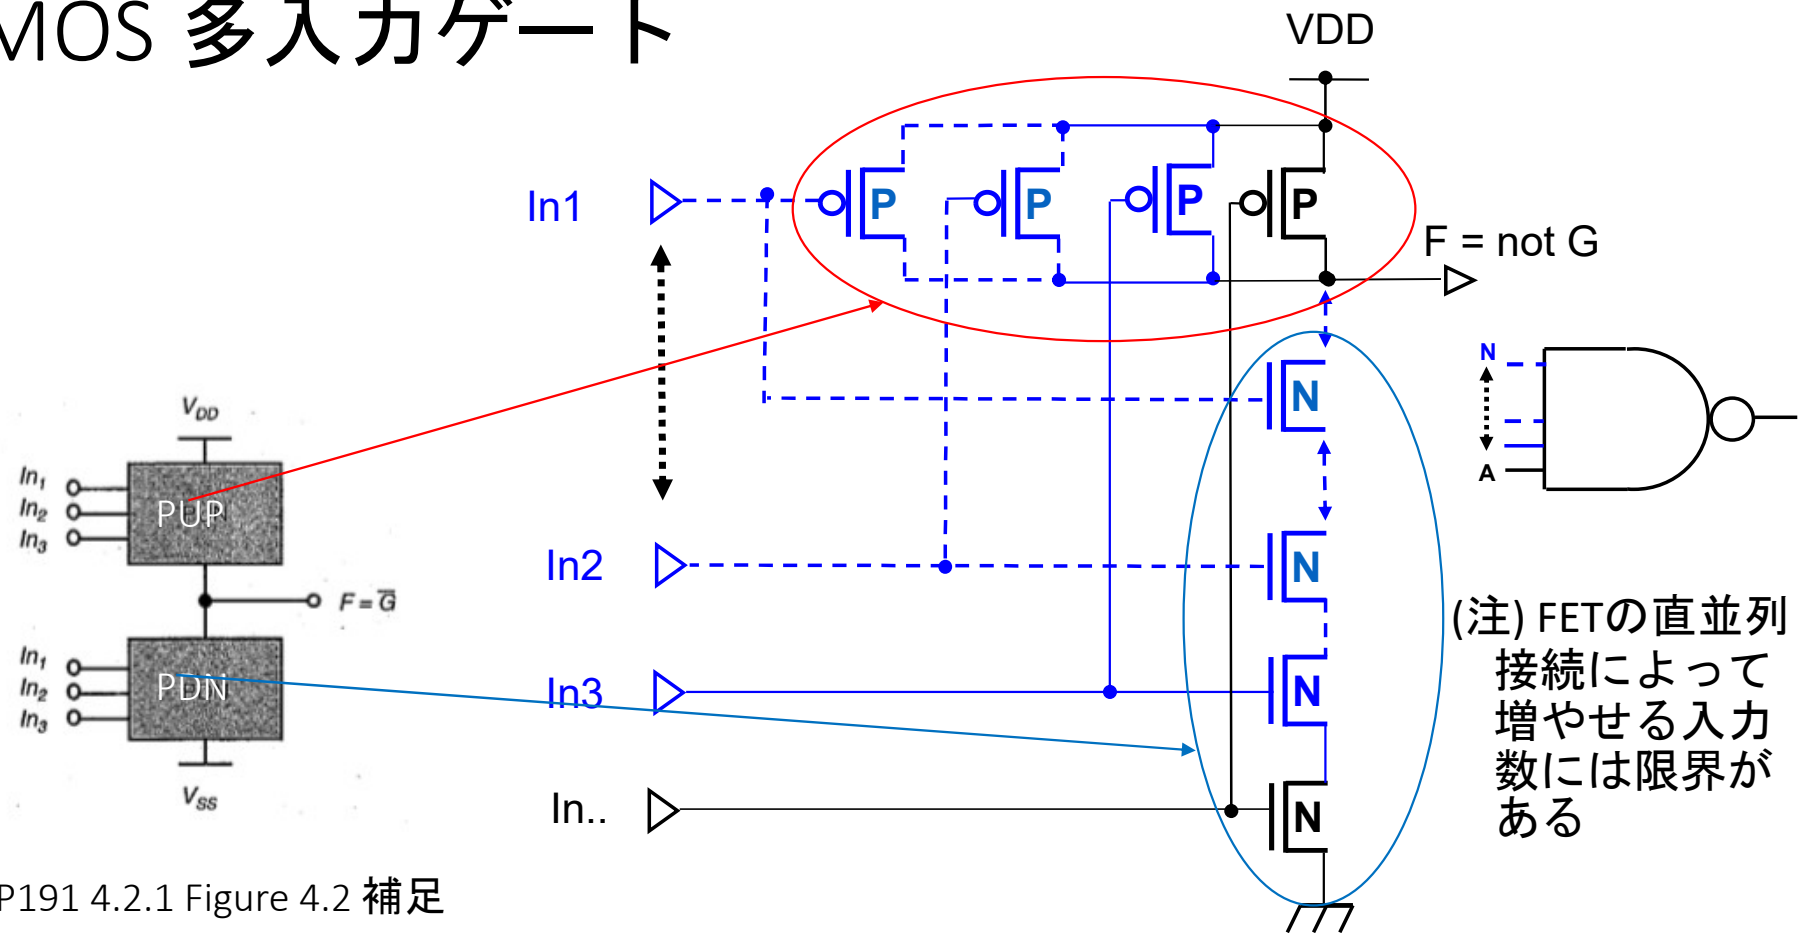 MOS 多入力ゲート
VDD
In1
P
P
P
P
F = not G
N
N
A
VDD
In1
In2
In3
PUP
In2
N
F = G̅
(注) FETの直並列
接続によって
増やせる入力
数には限界が
ある
In1
In2
In3
PDN
In3
N
VSS
In..
N
P191 4.2.1 Figure 4.2 補足